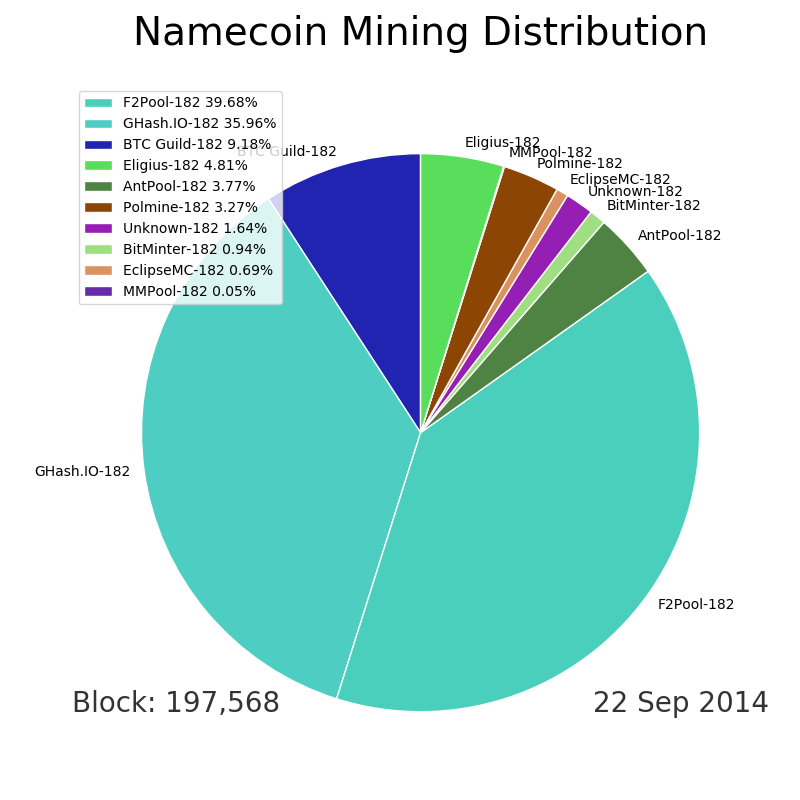 Namecoin Mining Distribution
F2Pool-182 39.68%
GHash.IO-182 35.96%
BTC Guild-182 9.18%
Eligius-182 4.81%
AntPool-182 3.77%
Polmine-182 3.27%
Unknown-182 1.64%
BitMinter-182 0.94%
EclipseMC-182 0.69%
MMPool-182 0.05%
BTC Guild-182
Eligius-182
MMPool-182
Polmine-182
EclipseMC-182
Unknown-182
BitMinter-182
AntPool-182
GHash.IO-182
F2Pool-182
Block: 197,568
22 Sep 2014